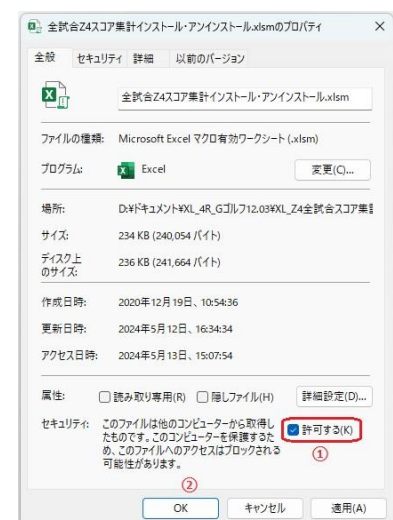 全試合Z4スコア集計インストール・アンインストール.xlsmのプロパティ
全般 セキュリティ 詳細 以前のバージョン
全試合Z4スコア集計インストール・アンインストール.xlsm
ファイルの種類: Microsoft Excel マクロ有効ワークシート (.xlsm)
プログラム: Excel 変更(C)...
場所: D:¥ドキュメント¥XL_4R_Gゴルフ12.03¥XL_Z4全試合スコア集計
サイズ: 234 KB (240,054 バイト)
ディスク上
のサイズ: 236 KB (241,664 バイト)
作成日時: 2020年12月19日、10:54:36
更新日時: 2024年5月12日、16:34:34
アクセス日時: 2024年5月13日、15:07:54
属性: 読み取り専用(R) 隠しファイル(H) 詳細設定(D)...
セキュリティ: このファイルは他のコンピューターから取得し
たものです。このコンピューターを保護するた
め、このファイルへのアクセスはブロックされる
可能性があります。
許可する(K)
①
②
OK キャンセル 適用(A)